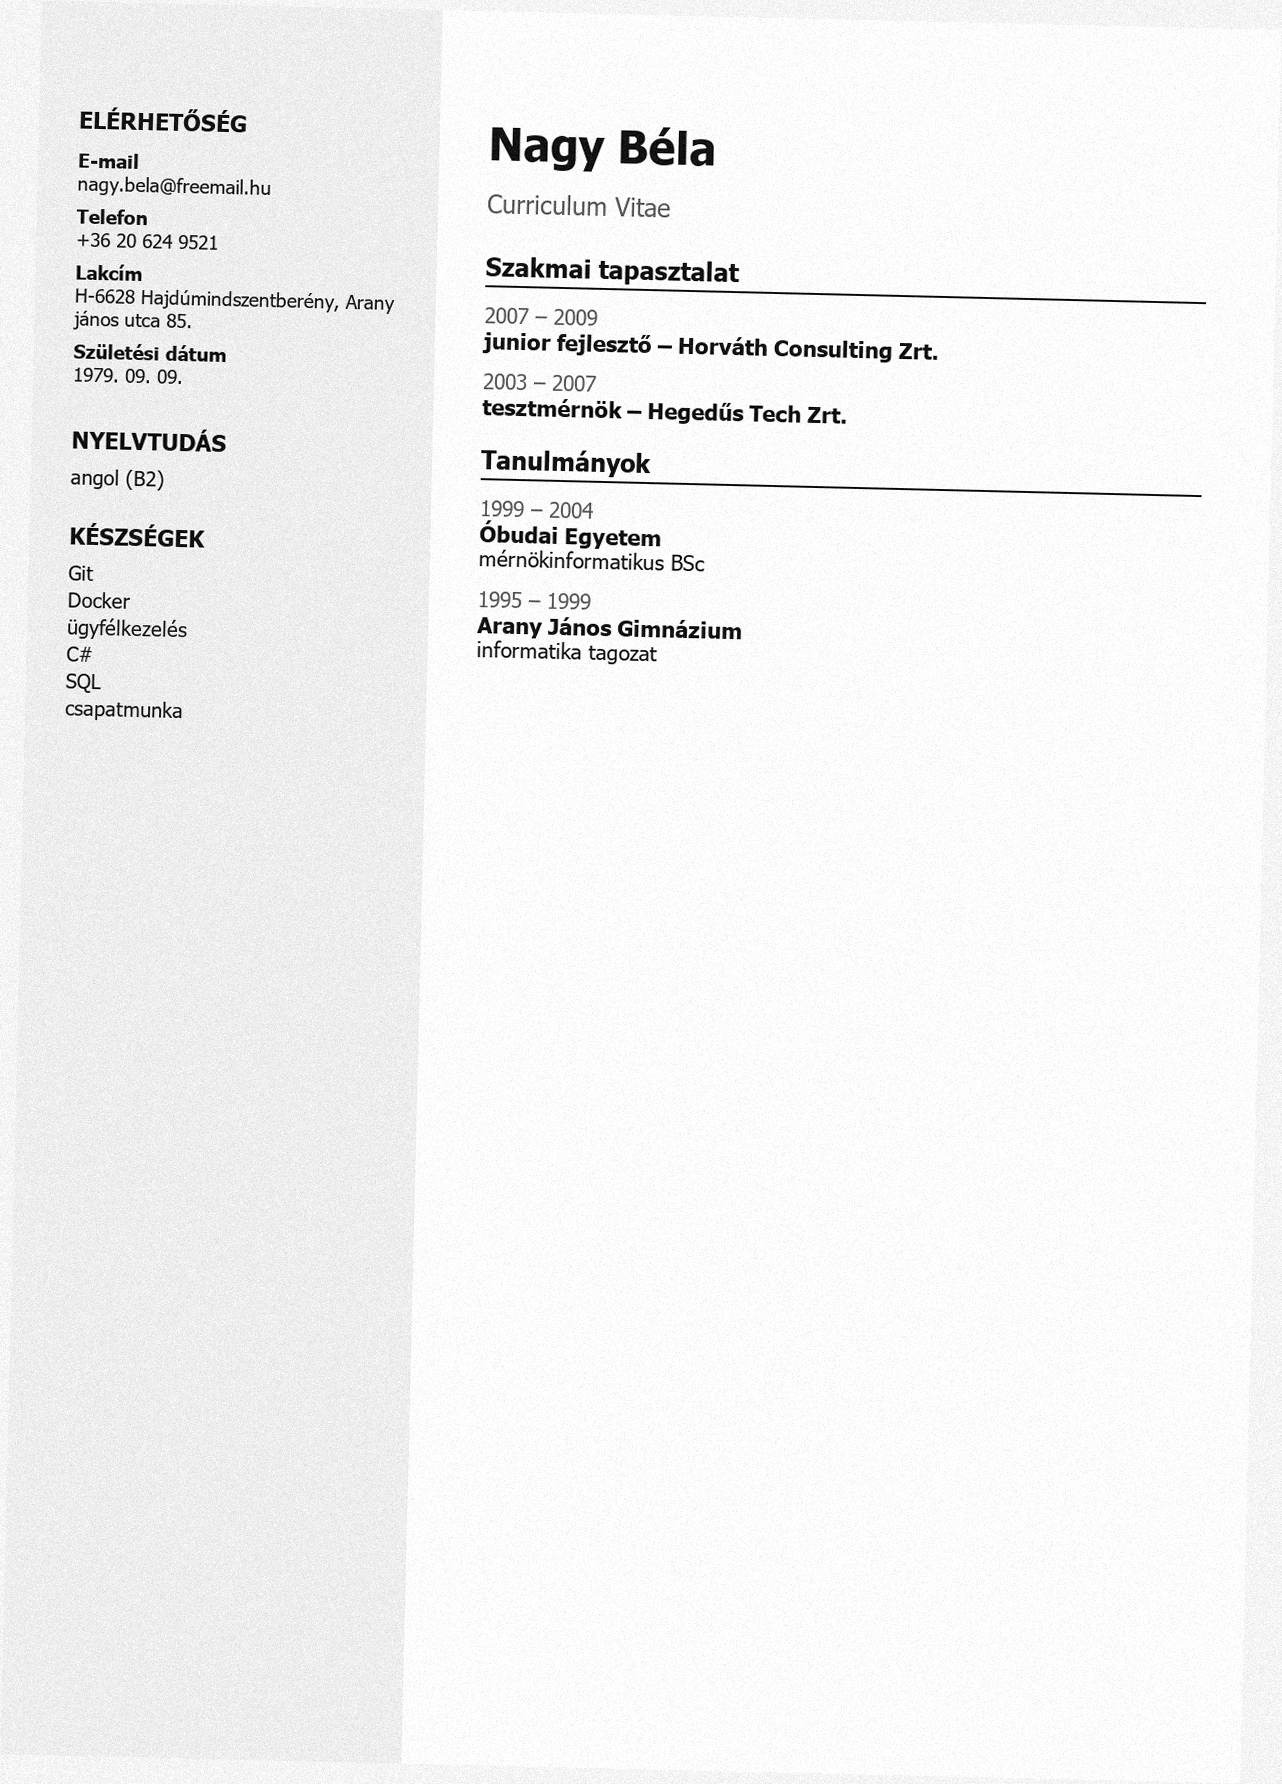 ELÉRHETŐSÉG
E-mail
nagy.bela@freemail.hu
Telefon
+36 20 624 9521
Lakcím
H-6628 Hajdúmindszentberény, Arany
jános utca 85.
Születési dátum
1979. 09. 09.
NYELVTUDÁS
angol (B2)
KÉSZSÉGEK
Git
Docker
ügyfélkezelés
C#
SQL
csapatmunka
Nagy Béla
Curriculum Vitae
Szakmai tapasztalat
2007 – 2009
junior fejlesztő – Horváth Consulting Zrt.
2003 – 2007
tesztmérnök – Hegedűs Tech Zrt.
Tanulmányok
1999 – 2004
Óbudai Egyetem
mérnökinformatikus BSc
1995 – 1999
Arany János Gimnázium
informatika tagozat